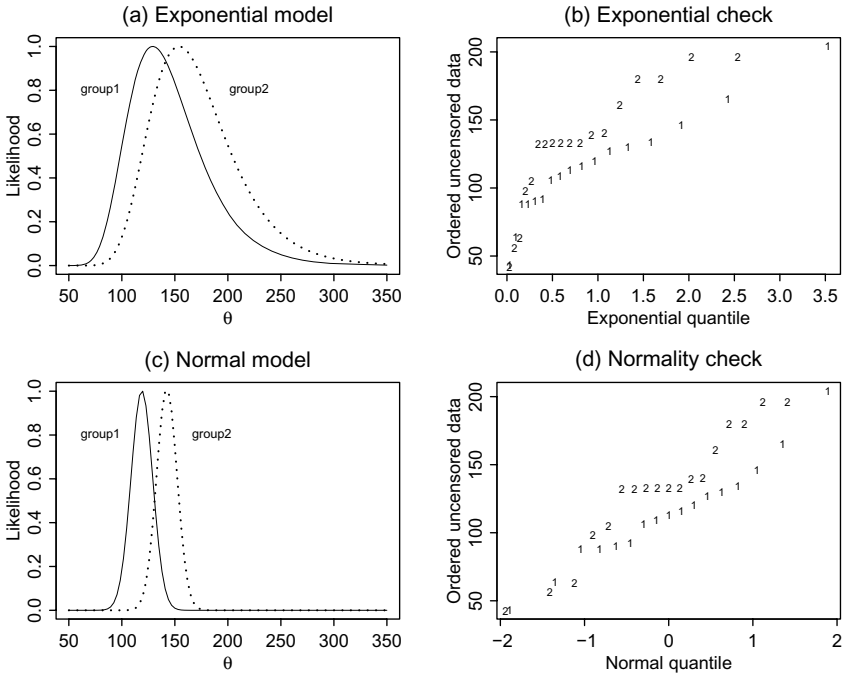 (a) Exponential model
Likelihood
0.0 0.2 0.4 0.6 0.8 1.0
group1
group2
50 100 150 200 250 300 350
θ
(b) Exponential check
Ordered uncensored data
50 100 150 200
0.0 0.5 1.0 1.5 2.0 2.5 3.0 3.5
Exponential quantile
(c) Normal model
Likelihood
0.0 0.2 0.4 0.6 0.8 1.0
group1
group2
50 100 150 200 250 300 350
θ
(d) Normality check
Ordered uncensored data
50 100 150 200
−2 −1 0 1 2
Normal quantile